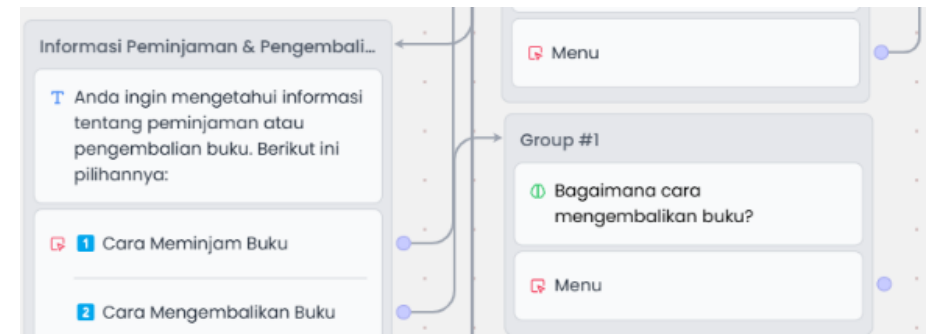 Informasi Peminjaman & Pengembali...
T Anda ingin mengetahui informasi
tentang peminjaman atau
pengembalian buku. Berikut ini
pilihannya:
1 Cara Meminjam Buku
2 Cara Mengembalikan Buku
Menu
Group #1
Bagaimana cara
mengembalikan buku?
Menu